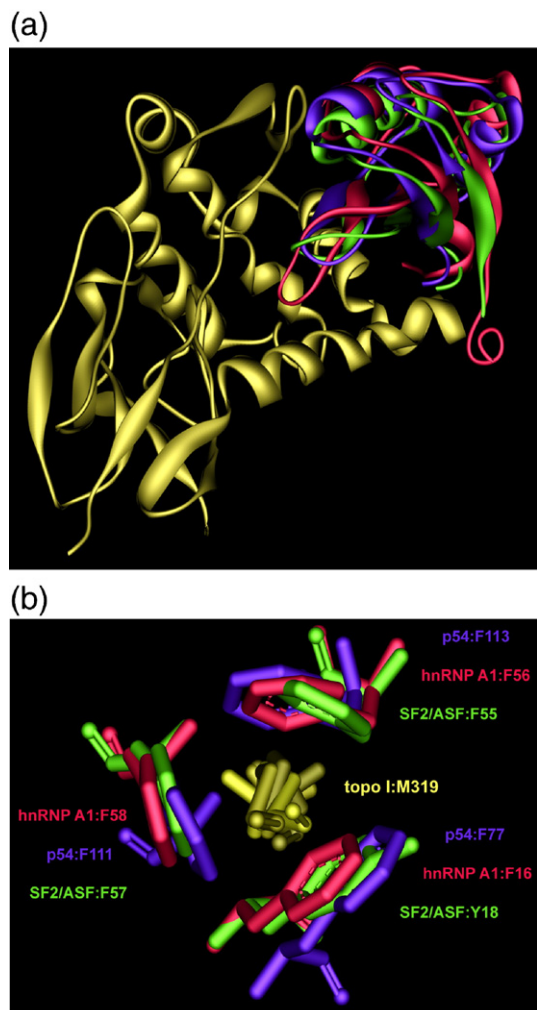 (a)
(b)
p54:F113
hnRNP A1:F56
SF2/ASF:F55
topo I:M319
hnRNP A1:F58
p54:F111
SF2/ASF:F57
p54:F77
hnRNP A1:F16
SF2/ASF:Y18